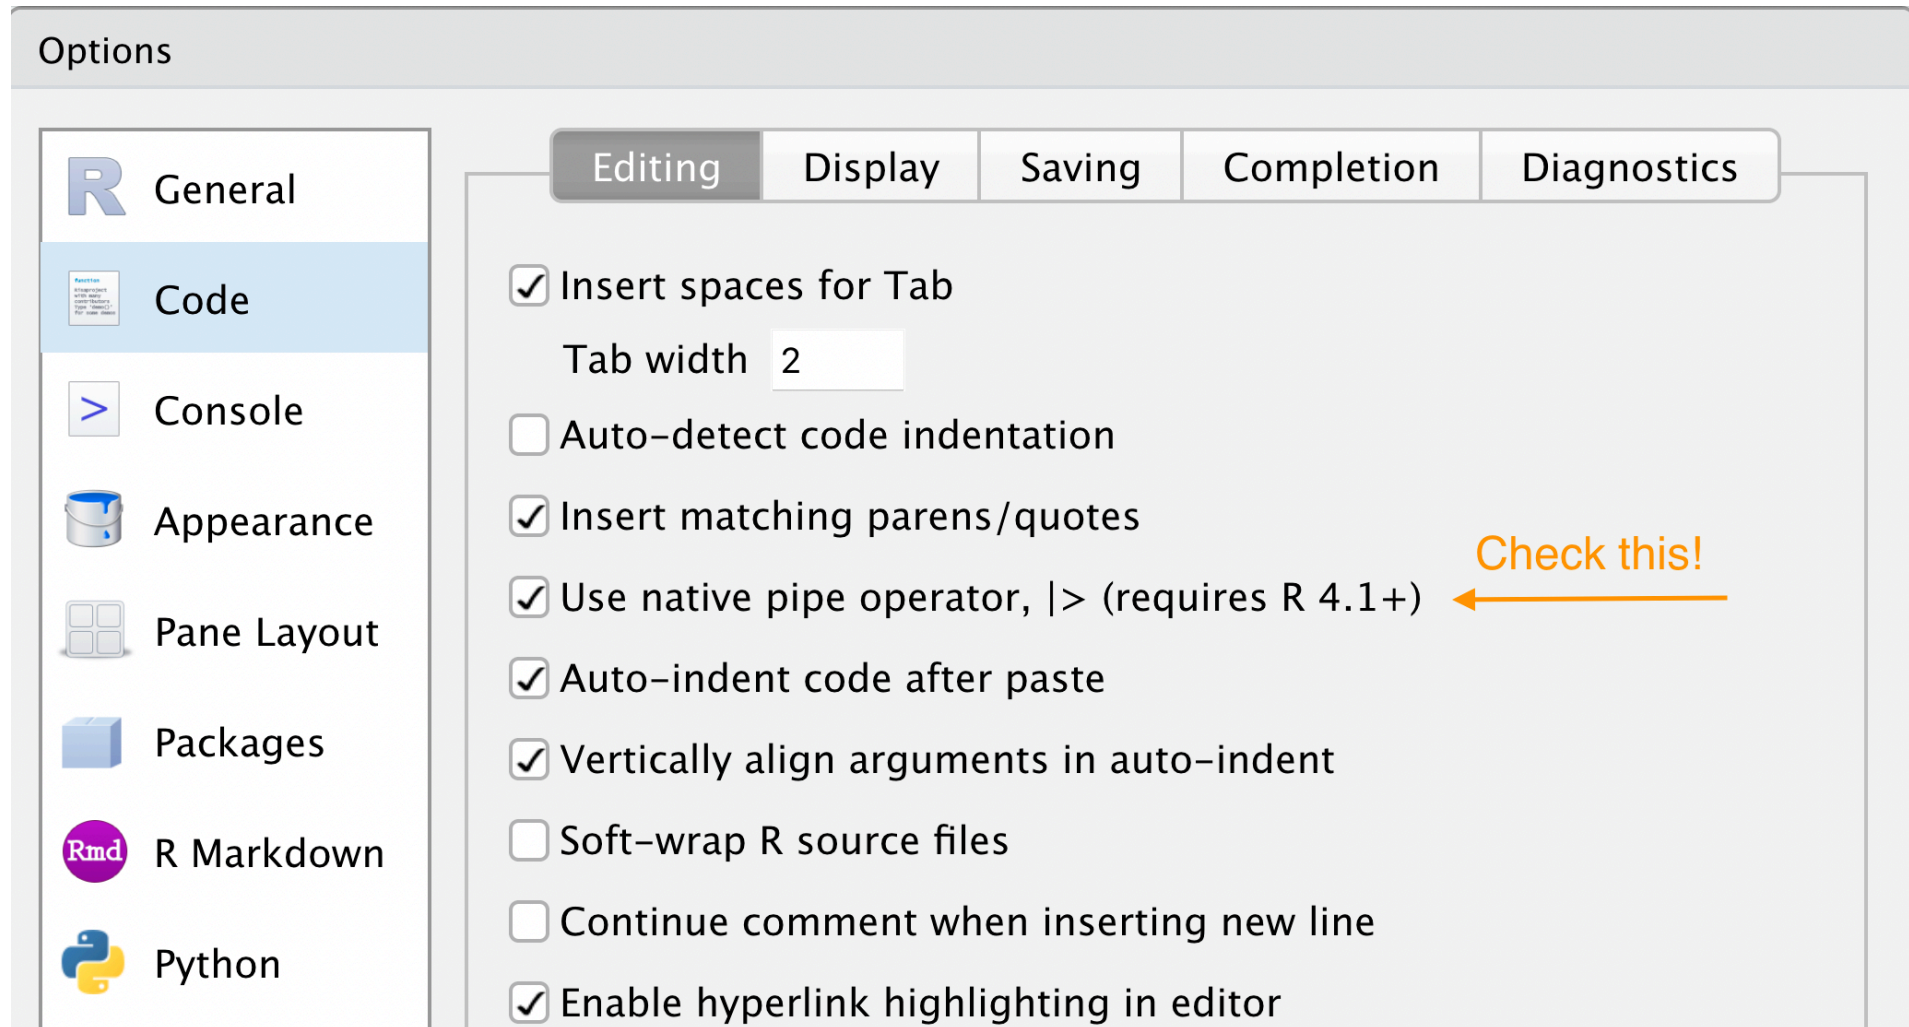 Options
General
Code
Console
Appearance
Pane Layout
Packages
Rmd
R Markdown
Python
Editing
Display
Saving
Completion
Diagnostics
Insert spaces for Tab
Tab width 2
Auto-detect code indentation
Insert matching parens/quotes
Check this!
Use native pipe operator, |> (requires R 4.1+)
Auto-indent code after paste
Vertically align arguments in auto-indent
Soft-wrap R source files
Continue comment when inserting new line
Enable hyperlink highlighting in editor